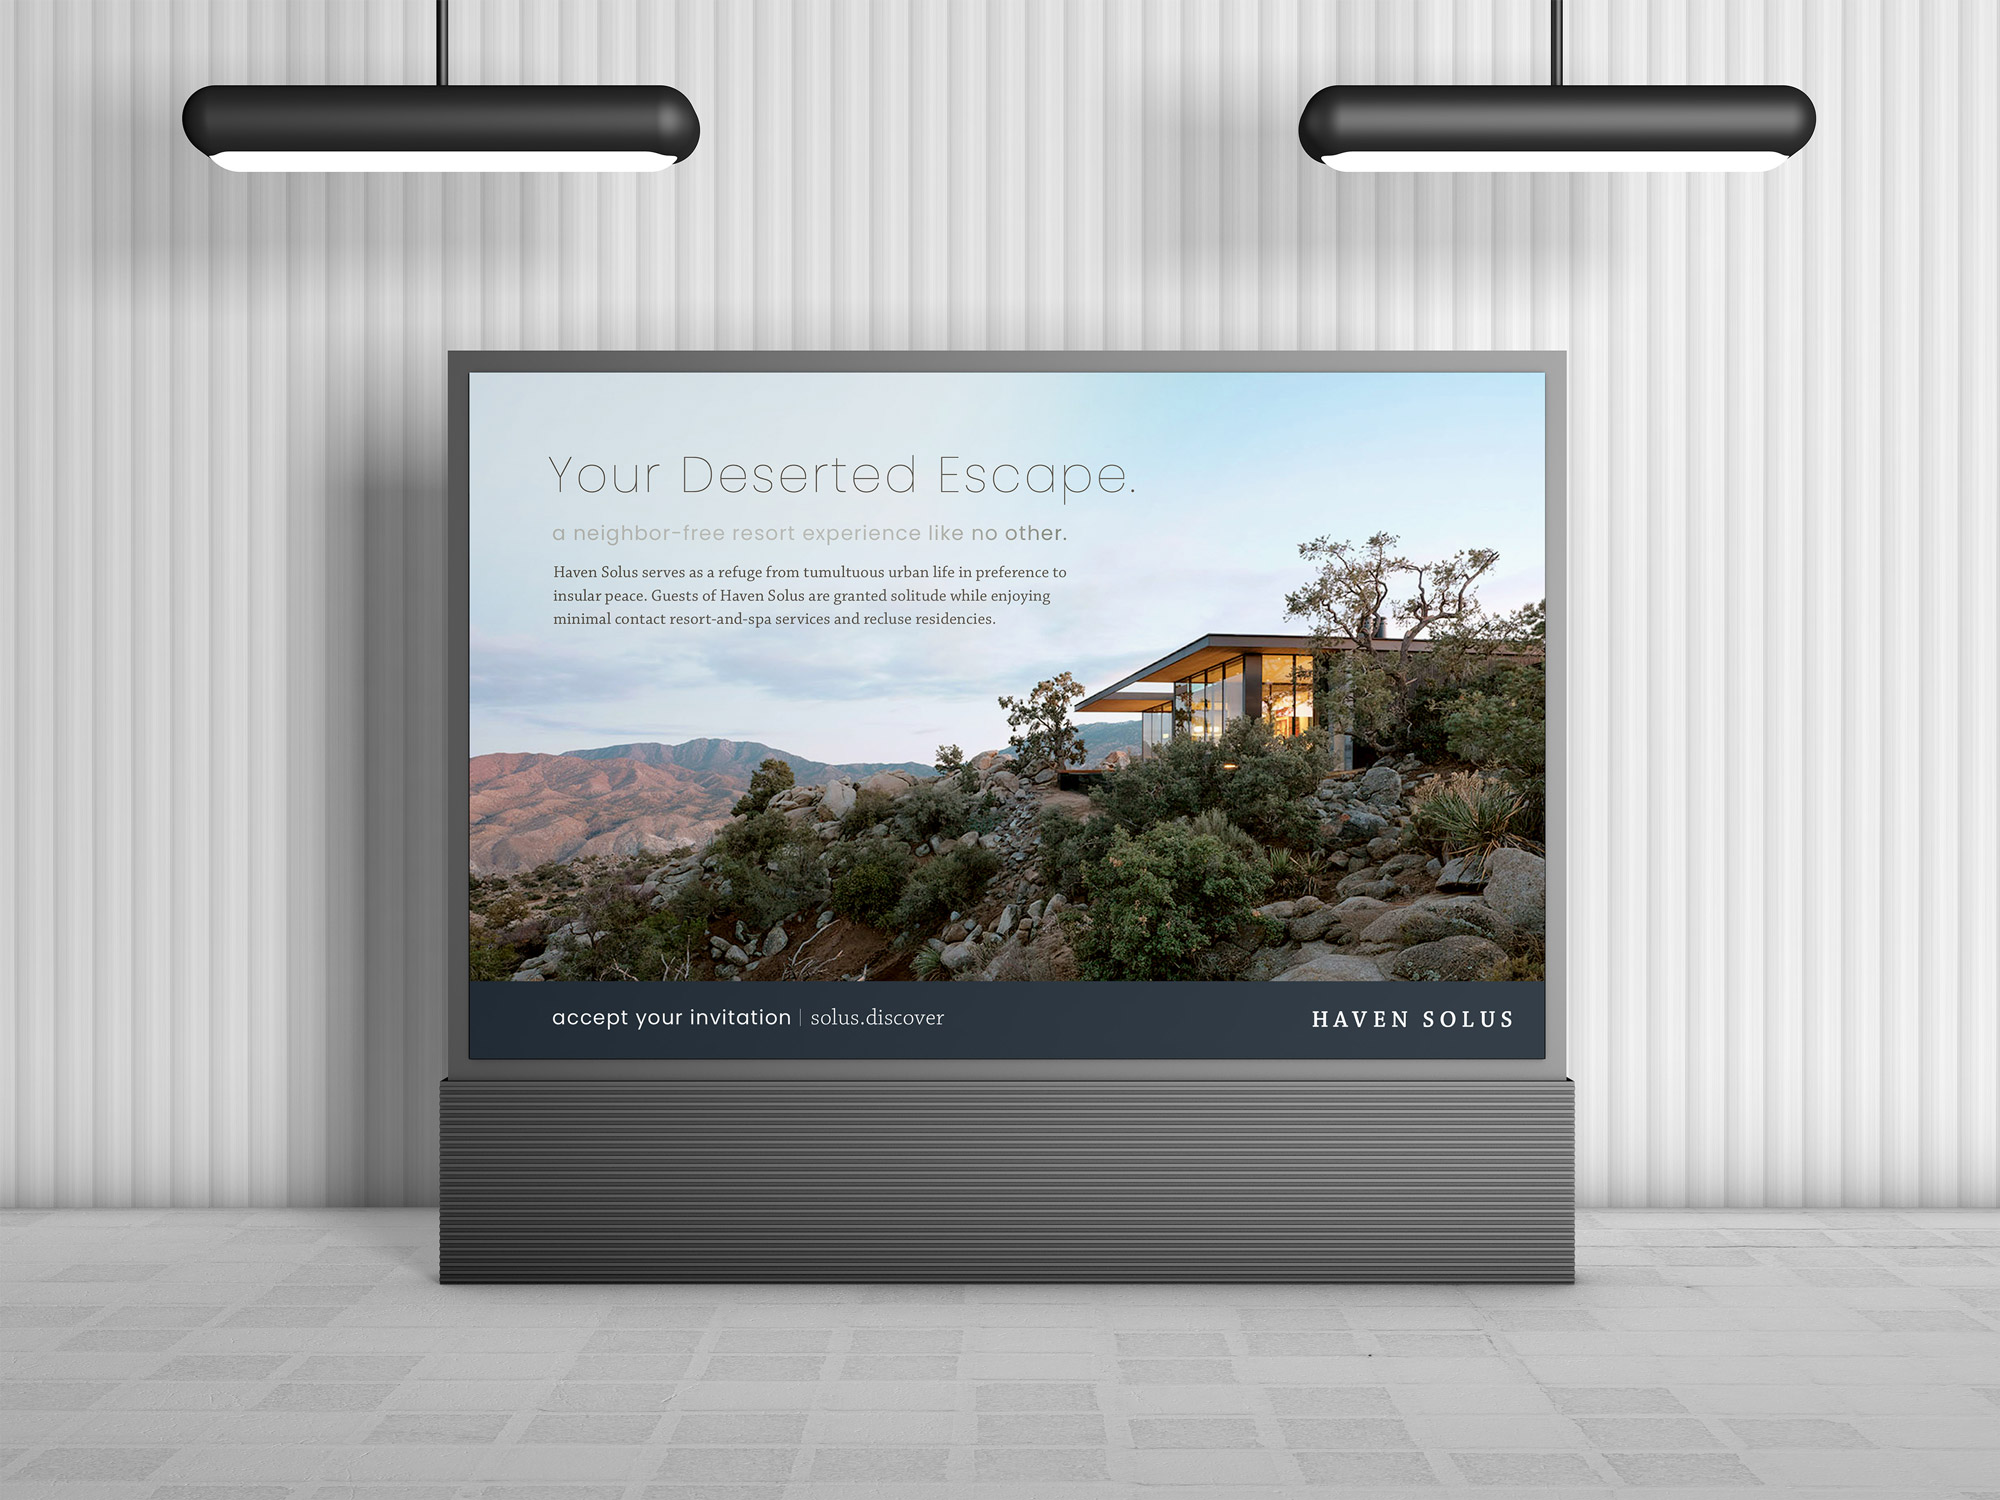 Your Deserted Escape.
a neighbor-free resort experience like no other.
Haven Solus serves as a refuge from tumultuous urban life in preference to
insular peace. Guests of Haven Solus are granted solitude while enjoying
minimal contact resort-and-spa services and recluse residencies.
accept your invitation | solus.discover
HAVEN SOLUS